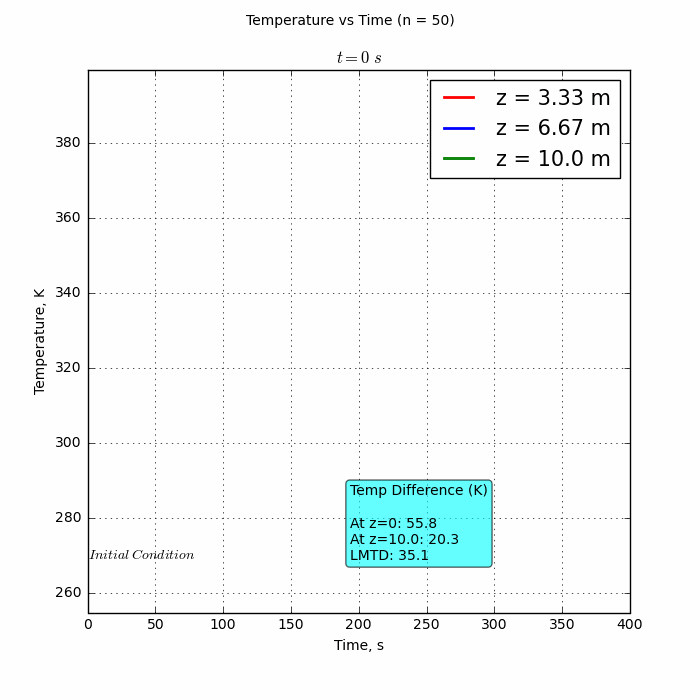 Temperature vs Time (n = 50)
t = 0 s
z = 3.33 m
z = 6.67 m
z = 10.0 m
380
360
340
320
300
280
260
Temperature, K
Temp Difference (K)
At z=0: 55.8
At z=10.0: 20.3
LMTD: 35.1
Initial Condition
0 50 100 150 200 250 300 350 400
Time, s